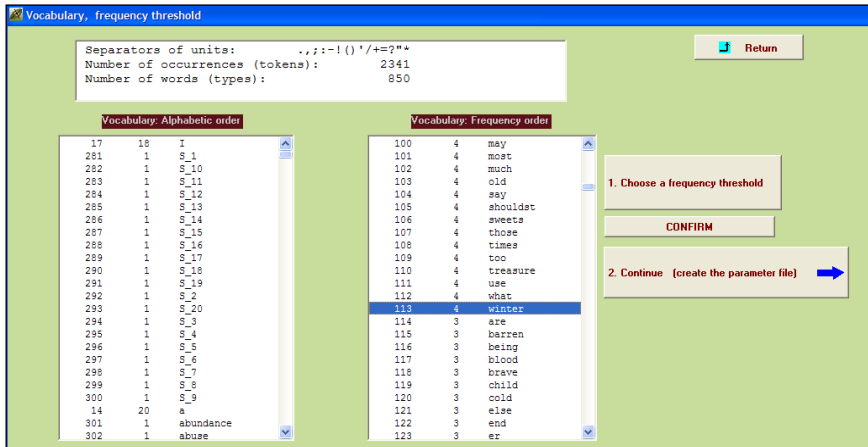 Vocabulary, frequency threshold
Separators of units: .,;:-!()'/+=?"*
Number of occurrences (tokens): 2341
Number of words (types): 850
Return
Vocabulary: Alphabetic order
17 18 I
281 1 S_1
282 1 S_10
283 1 S_11
284 1 S_12
285 1 S_13
286 1 S_14
287 1 S_15
288 1 S_16
289 1 S_17
290 1 S_18
291 1 S_19
292 1 S_2
293 1 S_20
294 1 S_3
295 1 S_4
296 1 S_5
297 1 S_6
298 1 S_7
299 1 S_8
300 1 S_9
14 20 a
301 1 abundance
302 1 abuse
Vocabulary: Frequency order
100 4 may
101 4 most
102 4 much
103 4 old
104 4 say
105 4 shouldst
106 4 sweets
107 4 those
108 4 times
109 4 too
110 4 treasure
111 4 use
112 4 what
113 4 winter
114 3 are
115 3 barren
116 3 being
117 3 blood
118 3 brave
119 3 child
120 3 cold
121 3 else
122 3 end
123 3 er
1. Choose a frequency threshold
CONFIRM
2. Continue (create the parameter file)